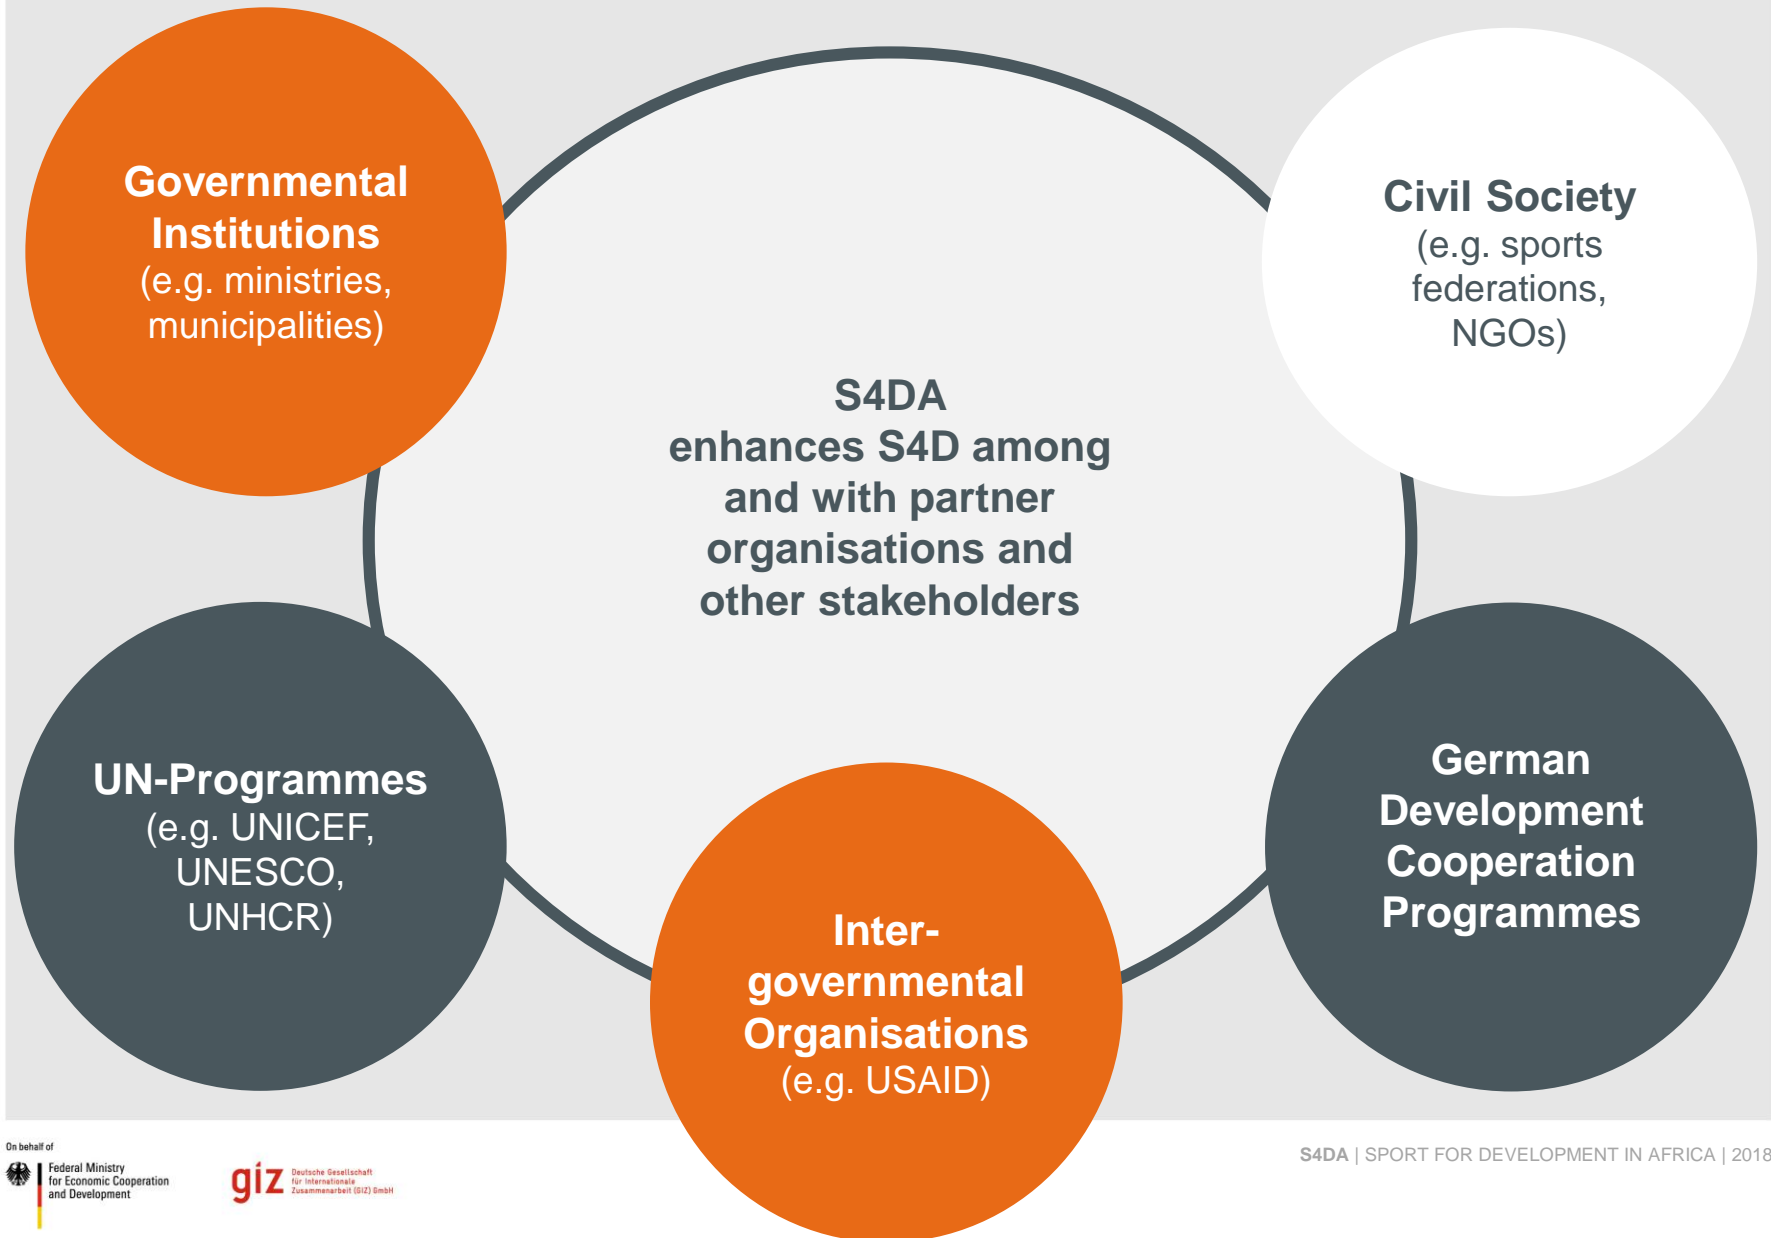 Governmental
Institutions
(e.g. ministries,
municipalities)
Civil Society
(e.g. sports
federations,
NGOs)
S4DA
enhances S4D among
and with partner
organisations and
other stakeholders
UN-Programmes
(e.g. UNICEF,
UNESCO,
UNHCR)
German
Development
Cooperation
Programmes
Inter-
governmental
Organisations
(e.g. USAID)
On behalf of
Federal Ministry
for Economic Cooperation
and Development
giz
Deutsche Gesellschaft
für Internationale
Zusammenarbeit (GIZ) GmbH
S4DA | SPORT FOR DEVELOPMENT IN AFRICA | 2018